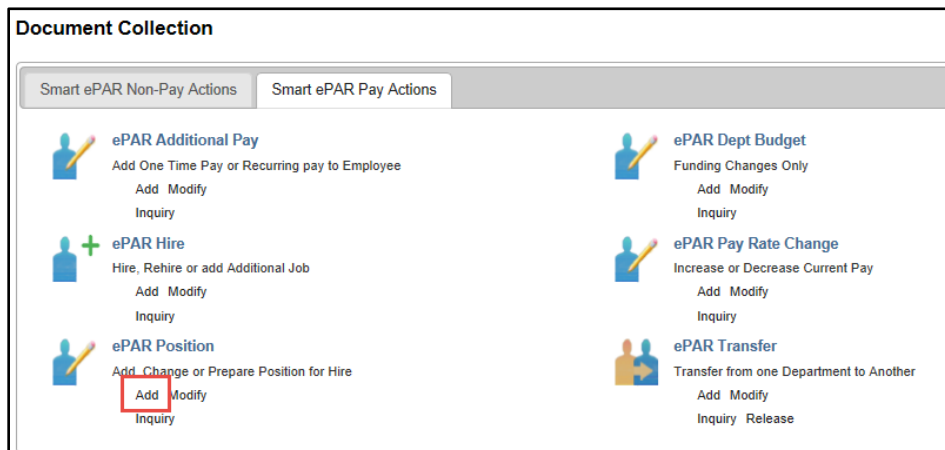 Document Collection
Smart ePAR Non-Pay Actions Smart ePAR Pay Actions
ePAR Additional Pay
Add One Time Pay or Recurring pay to Employee
Add Modify
Inquiry
ePAR Hire
Hire, Rehire or add Additional Job
Add Modify
Inquiry
ePAR Position
Add, Change or Prepare Position for Hire
Add Modify
Inquiry
ePAR Dept Budget
Funding Changes Only
Add Modify
Inquiry
ePAR Pay Rate Change
Increase or Decrease Current Pay
Add Modify
Inquiry
ePAR Transfer
Transfer from one Department to Another
Add Modify
Inquiry Release